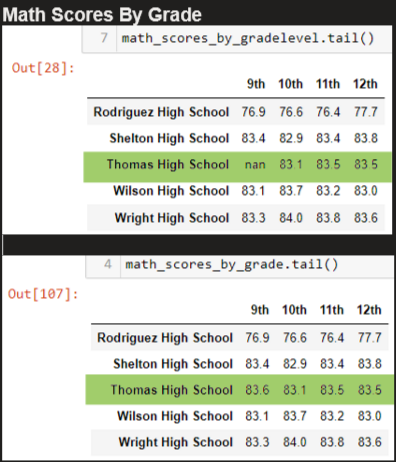 Math Scores By Grade
7 math_scores_by_gradelevel.tail()
Out[28]:
9th 10th 11th 12th
Rodriguez High School 76.9 76.6 76.4 77.7
Shelton High School 83.4 82.9 83.4 83.8
Thomas High School nan 83.1 83.5 83.5
Wilson High School 83.1 83.7 83.2 83.0
Wright High School 83.3 84.0 83.8 83.6
4 math_scores_by_grade.tail()
Out[107]:
9th 10th 11th 12th
Rodriguez High School 76.9 76.6 76.4 77.7
Shelton High School 83.4 82.9 83.4 83.8
Thomas High School 83.6 83.1 83.5 83.5
Wilson High School 83.1 83.7 83.2 83.0
Wright High School 83.3 84.0 83.8 83.6